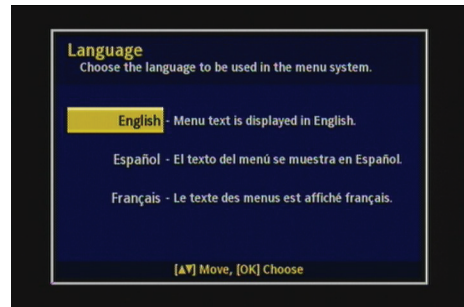 Language
Choose the language to be used in the menu system.
English - Menu text is displayed in English.
Español - El texto del menú se muestra en Español.
Français - Le texte des menus est affiché français.
[▲▼] Move, [OK] Choose